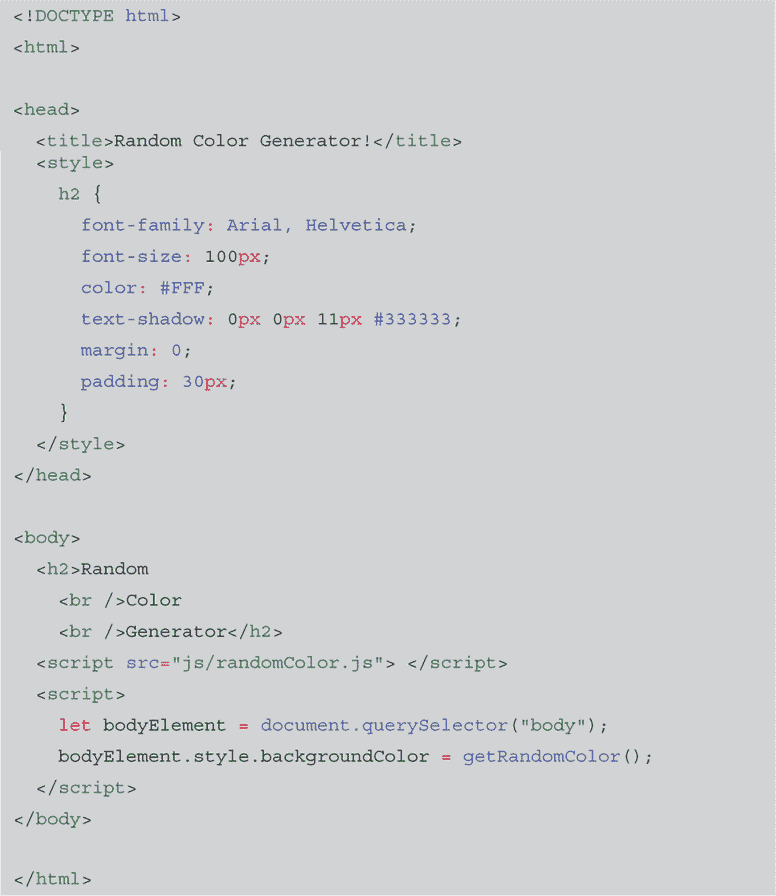 <!DOCTYPE html>
<html>
<head>
<title>Random Color Generator!</title>
<style>
h2 {
font-family: Arial, Helvetica;
font-size: 100px;
color: #FFF;
text-shadow: 0px 0px 11px #333333;
margin: 0;
padding: 30px;
}
</style>
</head>
<body>
<h2>Random
<br />Color
<br />Generator</h2>
<script src="js/randomColor.js"> </script>
<script>
let bodyElement = document.querySelector("body");
bodyElement.style.backgroundColor = getRandomColor();
</script>
</body>
</html>